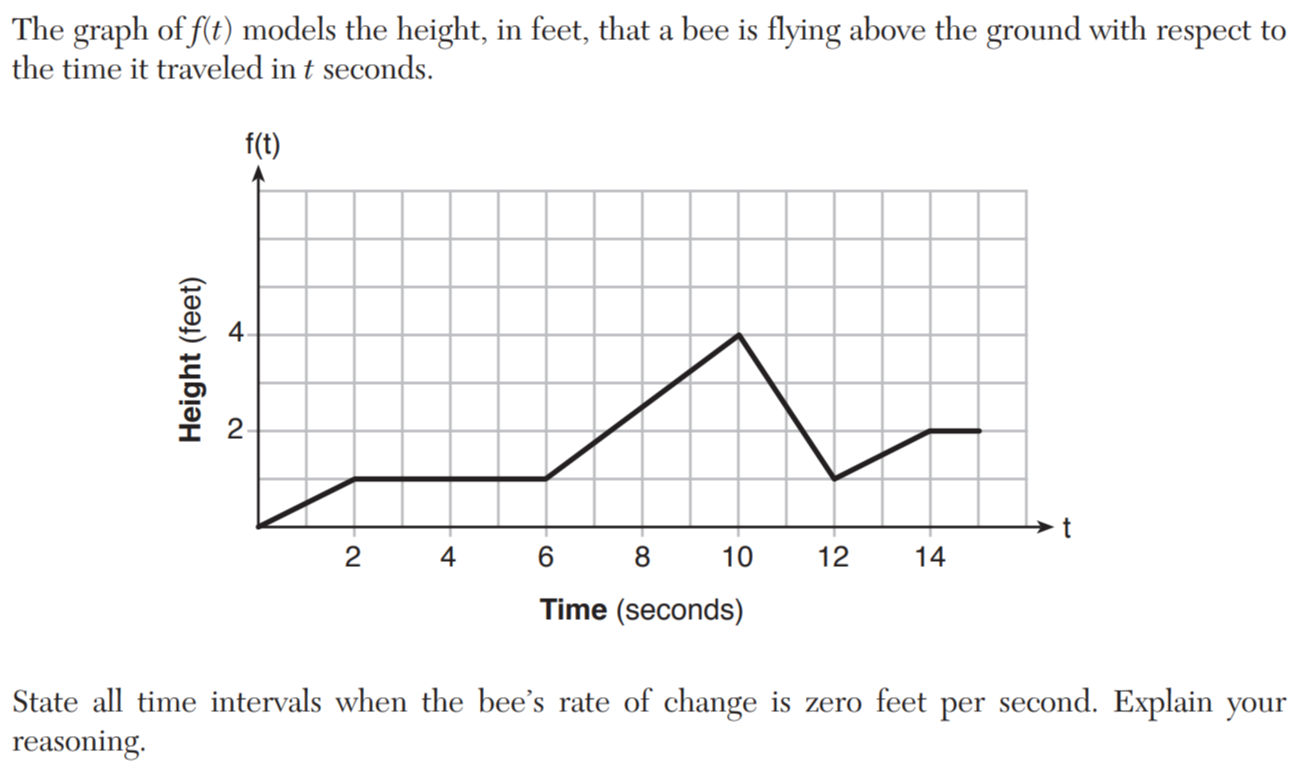 The graph of f(t) models the height, in feet, that a bee is flying above the ground with respect to
the time it traveled in t seconds.
f(t)
Height (feet)
4
2
t
2 4 6 8 10 12 14
Time (seconds)
State all time intervals when the bee’s rate of change is zero feet per second. Explain your
reasoning.